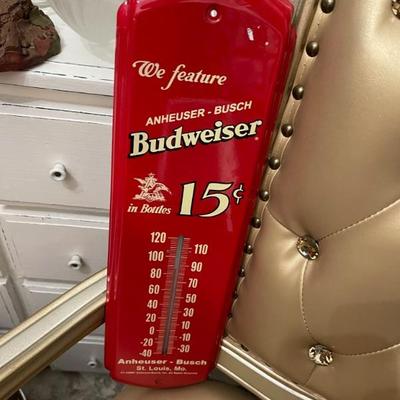 We feature
ANHEUSER - BUSCH
Budweiser
in Bottles 15¢
120
110
100
90
80
70
60
50
40
30
20
10
0
-10
-20
-30
-40
Anheuser - Busch
St. Louis, Mo.